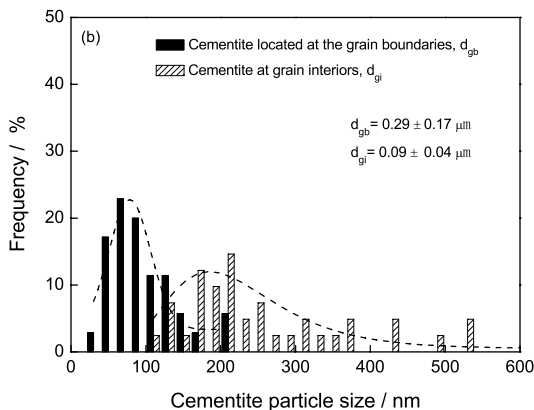 50
(b)
Cementite located at the grain boundaries, d_gb
Cementite at grain interiors, d_gi
40
d_gb = 0.29 ± 0.17 μm
d_gi = 0.09 ± 0.04 μm
30
20
10
0
0 100 200 300 400 500 600
Frequency / %
Cementite particle size / nm